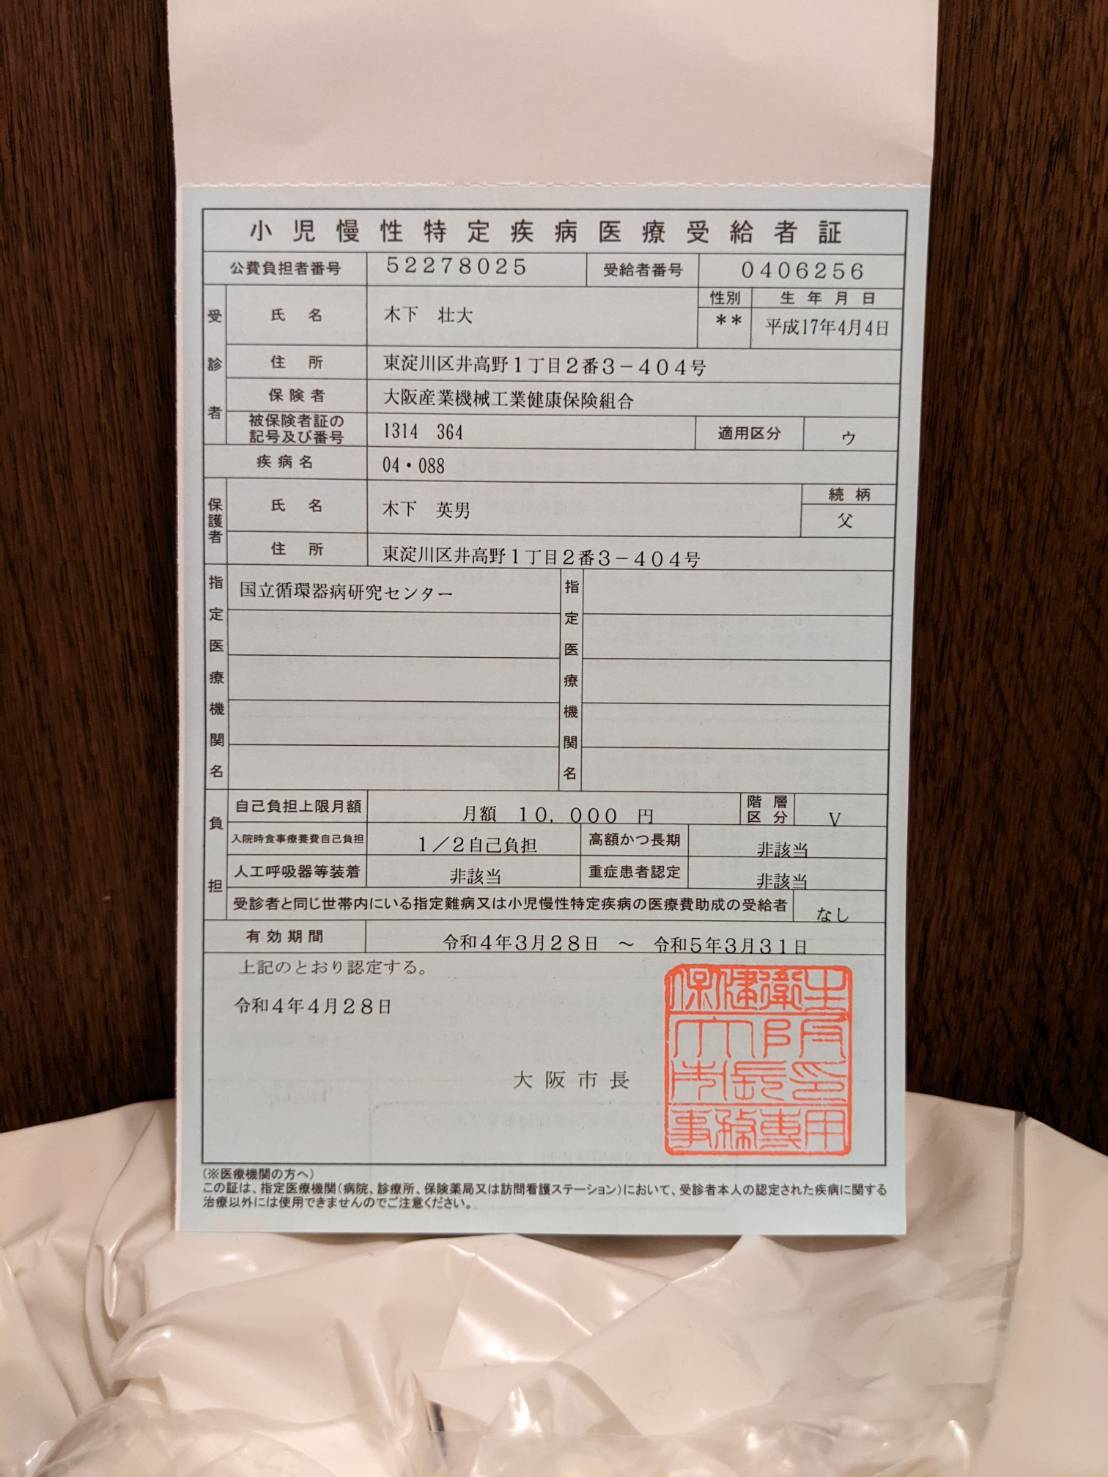 小児慢性特定疾病医療受給者証
公費負担者番号 52278025 受給者番号 0406256
受診者
氏名 木下 壮大 性別 ** 生年月日 平成17年4月4日
住所 東淀川区井高野1丁目2番3-404号
保険者 大阪産業機械工業健康保険組合
被保険者証の
記号及び番号 1314 364 適用区分 ウ
疾病名 04・088
保護者
氏名 木下 英男 続柄 父
住所 東淀川区井高野1丁目2番3-404号
指定医療機関名 国立循環器病研究センター 指定医療機関名
負担
自己負担上限月額 月額 10,000 円 階層区分 V
入院時食事療養費自己負担 1/2自己負担 高額かつ長期 非該当
人工呼吸器等装着 非該当 重症患者認定 非該当
受診者と同じ世帯内にいる指定難病又は小児慢性特定疾病の医療費助成の受給者 なし
有効期間 令和4年3月28日 ~ 令和5年3月31日
上記のとおり認定する。
令和4年4月28日
大阪市長
保健衛生
大阪
市長印
事務専用
(※医療機関の方へ)
この証は、指定医療機関(病院、診療所、保険薬局又は訪問看護ステーション)において、受診者本人の認定された疾病に関する
治療以外には使用できませんのでご注意ください。